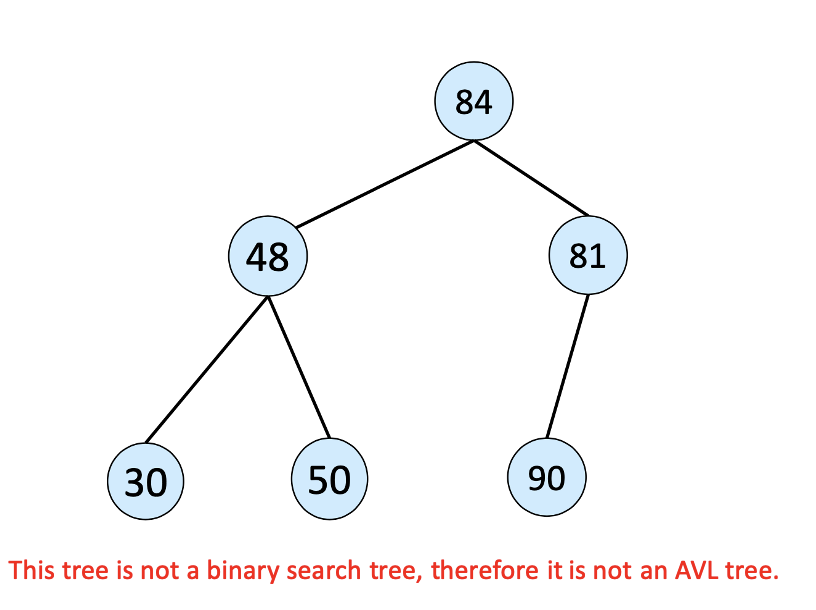 84
48 81
30 50 90
This tree is not a binary search tree, therefore it is not an AVL tree.